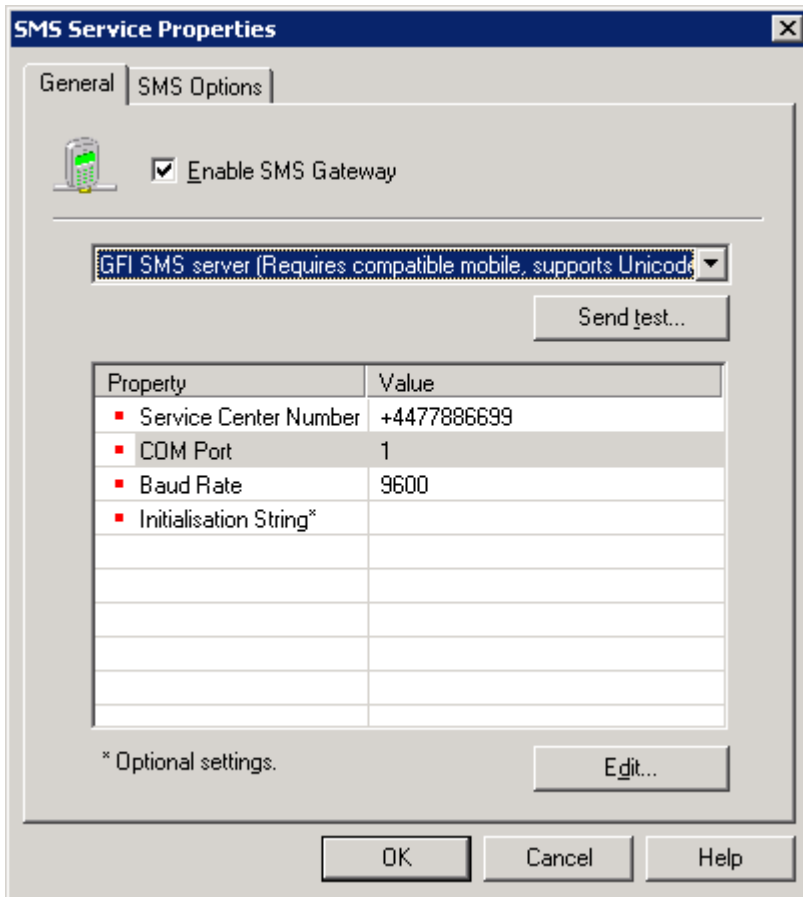 SMS Service Properties
General
SMS Options
Enable SMS Gateway
GFI SMS server (Requires compatible mobile, supports Unicode
Send test...
Property Value
Service Center Number +4477886699
COM Port 1
Baud Rate 9600
Initialisation String*
* Optional settings.
Edit...
OK Cancel Help